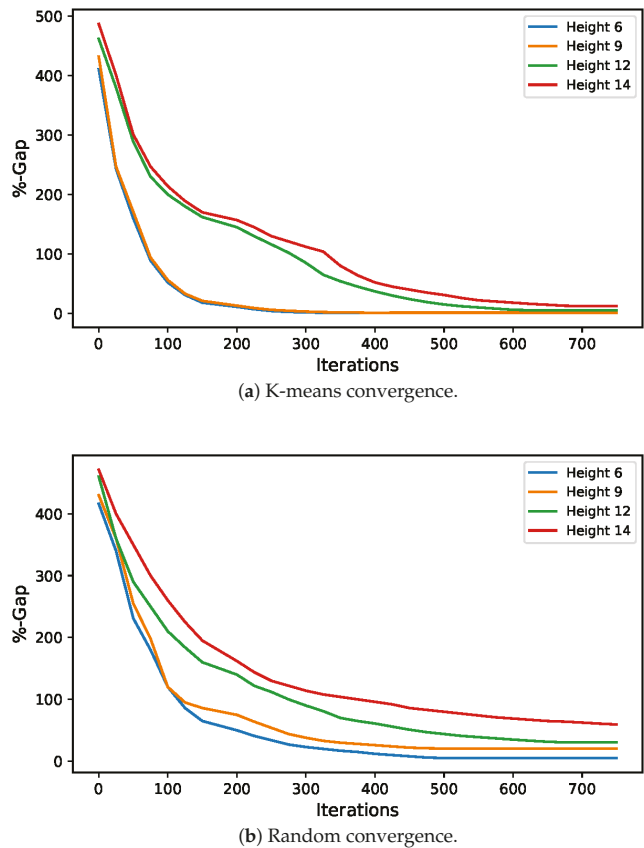 500
400
300
200
100
0
%-Gap
Height 6
Height 9
Height 12
Height 14
0 100 200 300 400 500 600 700
Iterations
(a) K-means convergence.
400
300
200
100
0
%-Gap
Height 6
Height 9
Height 12
Height 14
0 100 200 300 400 500 600 700
Iterations
(b) Random convergence.